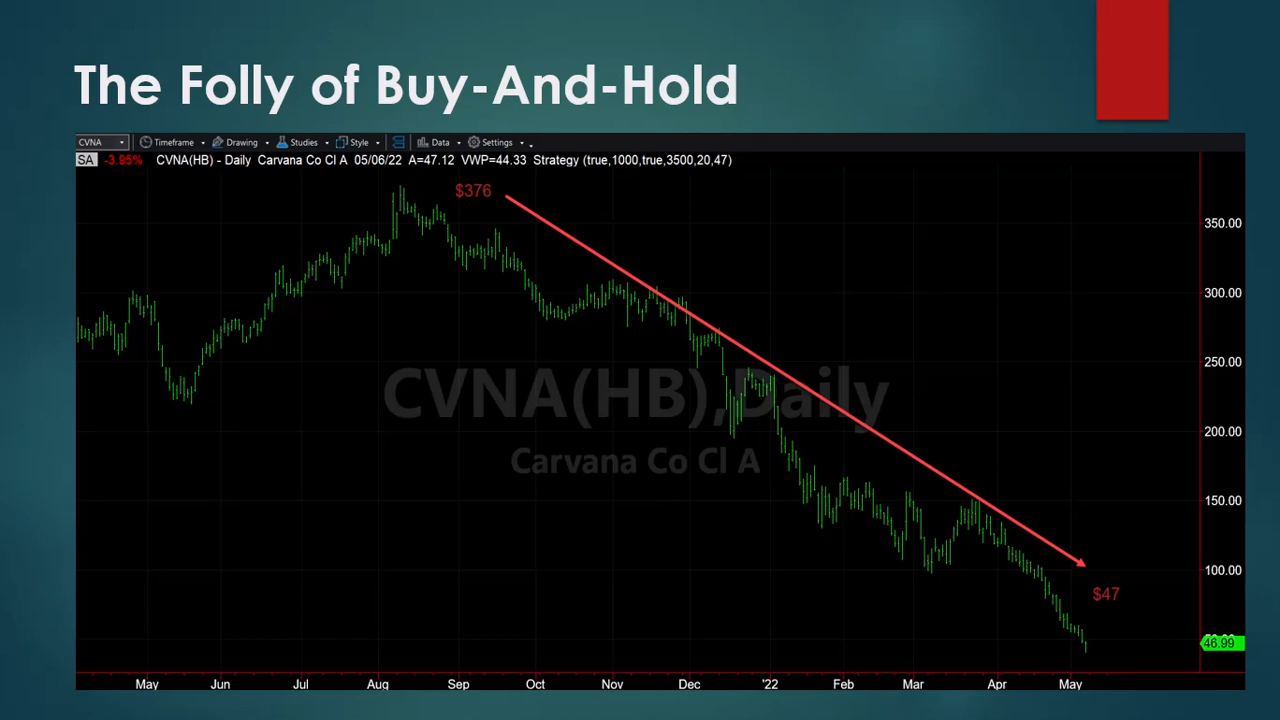 The Folly of Buy-And-Hold
CVNA Timeframe Drawing Studies Style Data Settings
SA -3.95% CVNA(HB) - Daily Carvana Co Cl A 05/06/22 A=47.12 VWP=44.33 Strategy (true,1000,true,3500,20,47)
$376
350.00
300.00
250.00
CVNA(HB),Daily
200.00
Carvana Co Cl A
150.00
100.00
$47
46.99
May Jun Jul Aug Sep Oct Nov Dec '22 Feb Mar Apr May